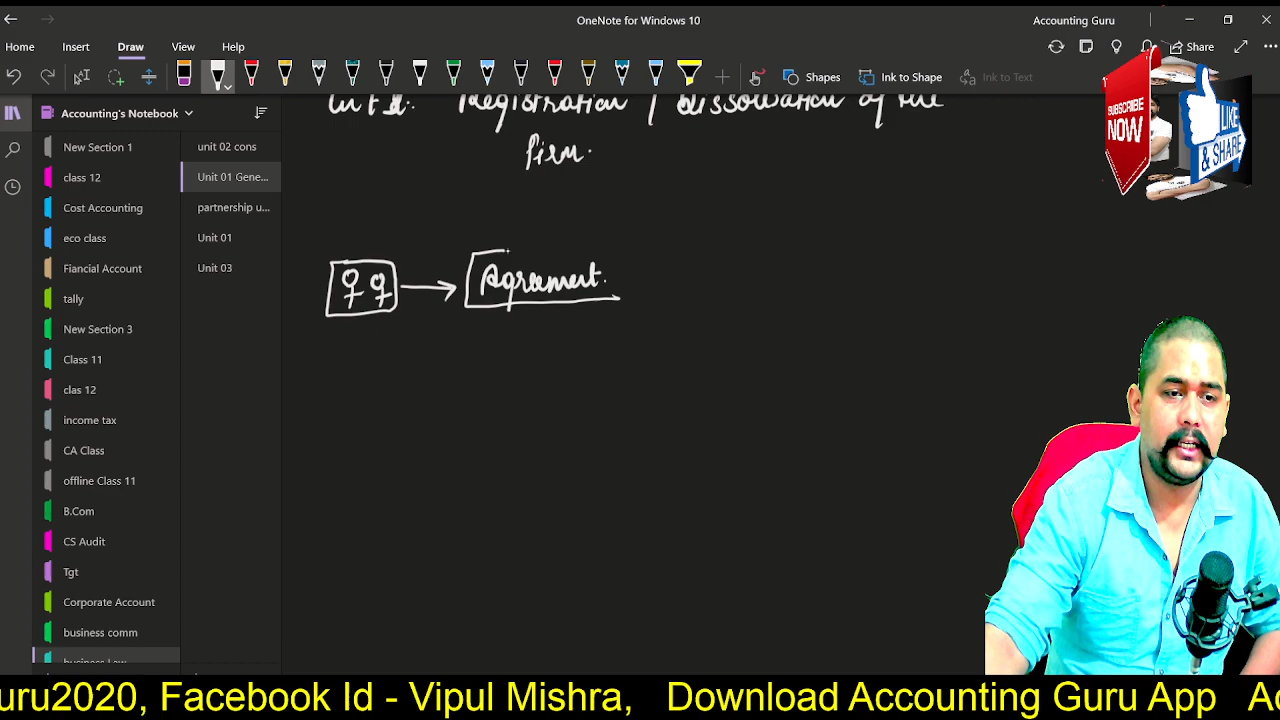 OneNote for Windows 10
Accounting Guru
Home Insert Draw View Help
Share
Shapes
Ink to Shape
Ink to Text
Accounting's Notebook
New Section 1
class 12
Cost Accounting
eco class
Fiancial Account
tally
New Section 3
Class 11
clas 12
income tax
CA Class
offline Class 11
B.Com
CS Audit
Tgt
Corporate Account
business comm
business Law
unit 02 cons
Unit 01 Gene...
partnership u...
Unit 01
Unit 03
Registration / dissolution of the
firm.
Agreement.
SUBSCRIBE
NOW
LIKE
& SHARE
uru2020, Facebook Id - Vipul Mishra, Download Accounting Guru App Ac